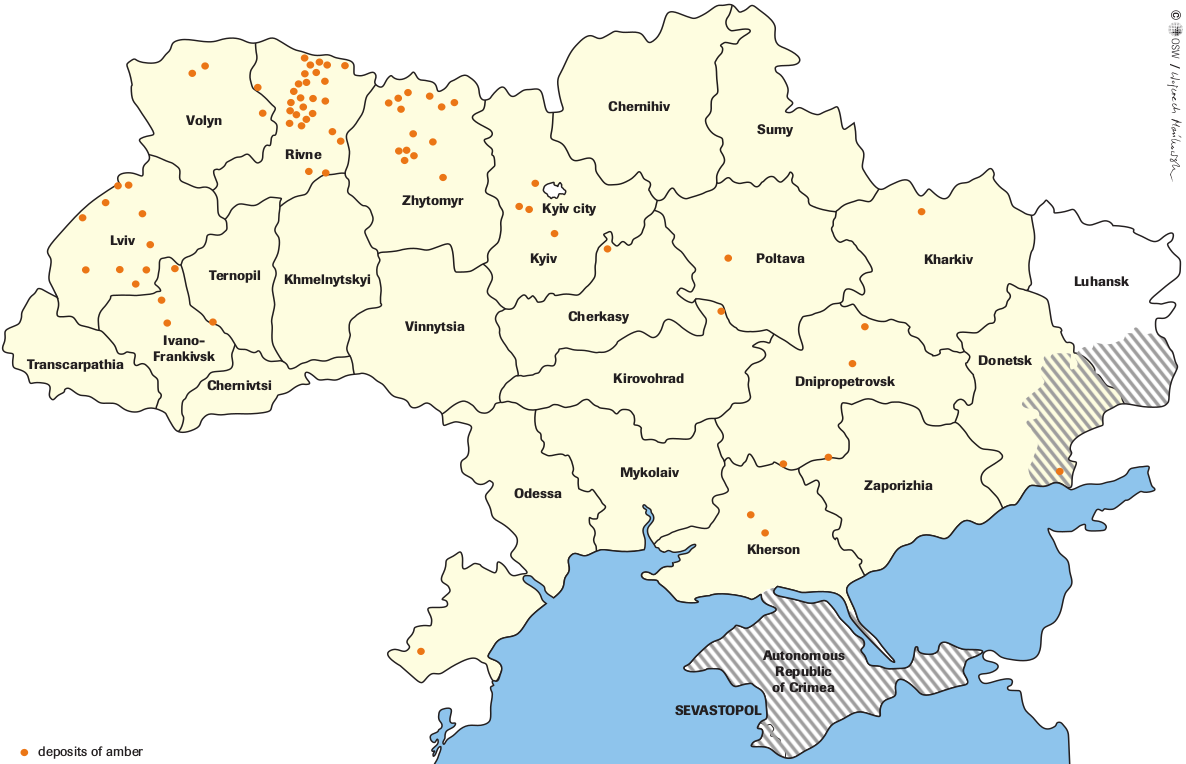 © OSW / Wojciech Mańkowski
Chernihiv
Sumy
Volyn
Rivne
Zhytomyr
Kyiv city
Lviv
Kyiv
Poltava
Kharkiv
Ternopil
Khmelnytskyi
Luhansk
Cherkasy
Vinnytsia
Ivano-
Frankivsk
Transcarpathia
Donetsk
Chernivtsi
Kirovohrad
Dnipropetrovsk
Mykolaiv
Odessa
Zaporizhia
Kherson
Autonomous
Republic
of Crimea
SEVASTOPOL
deposits of amber